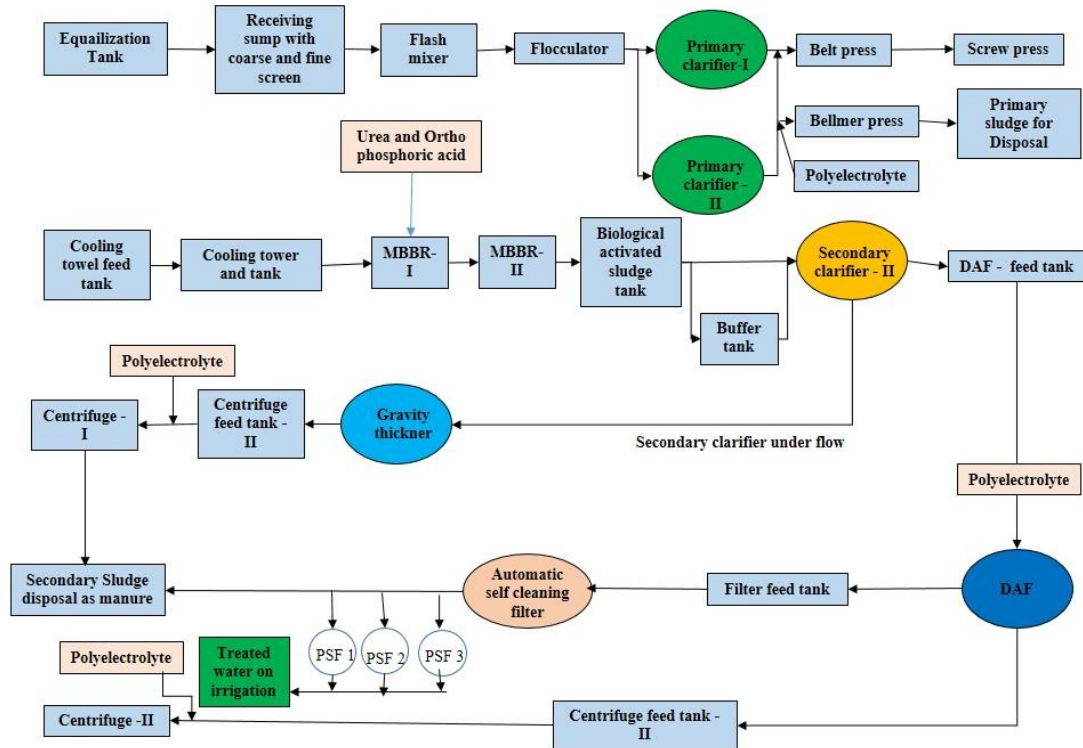 Equailization
Tank
Receiving
sump with
coarse and fine
screen
Flash
mixer
Flocculator
Primary
clarifier-I
Belt press
Screw press
Bellmer press
Primary
sludge for
Disposal
Urea and Ortho
phosphoric acid
Primary
clarifier -
II
Polyelectrolyte
Cooling
towel feed
tank
Cooling tower
and tank
MBBR-
I
MBBR-
II
Biological
activated
sludge
tank
Secondary
clarifier - II
DAF - feed tank
Buffer
tank
Polyelectrolyte
Centrifuge -
I
Centrifuge
feed tank -
II
Gravity
thickner
Secondary clarifier under flow
Polyelectrolyte
Secondary Sludge
disposal as manure
Automatic
self cleaning
filter
Filter feed tank
DAF
PSF 1
PSF 2
PSF 3
Treated
water on
irrigation
Polyelectrolyte
Centrifuge -II
Centrifuge feed tank -
II